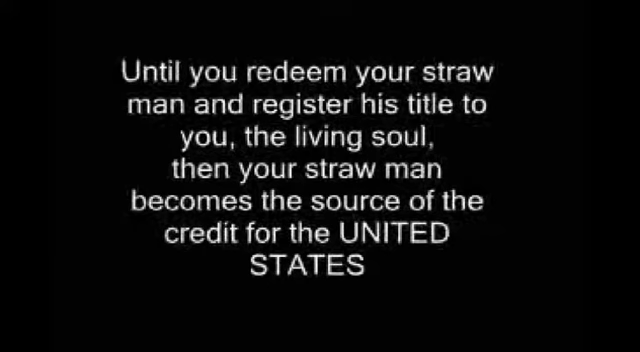 Until you redeem your straw
man and register his title to
you, the living soul,
then your straw man
becomes the source of the
credit for the UNITED
STATES